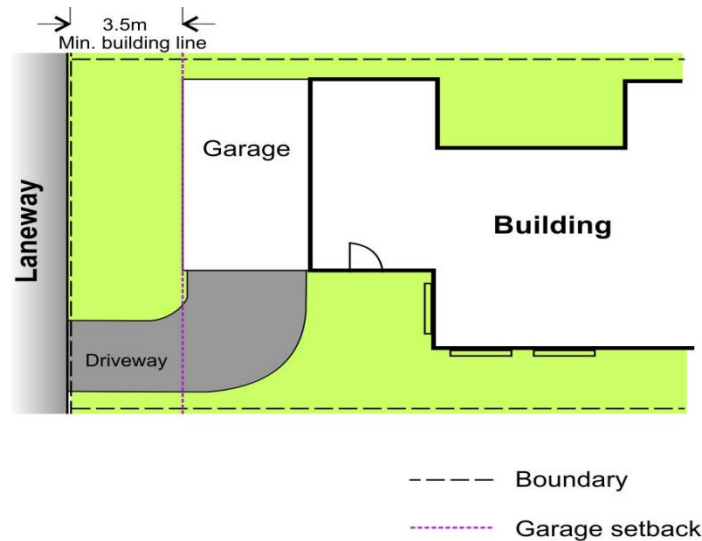 3.5m
Min. building line
Garage
Building
Laneway
Driveway
Boundary
Garage setback